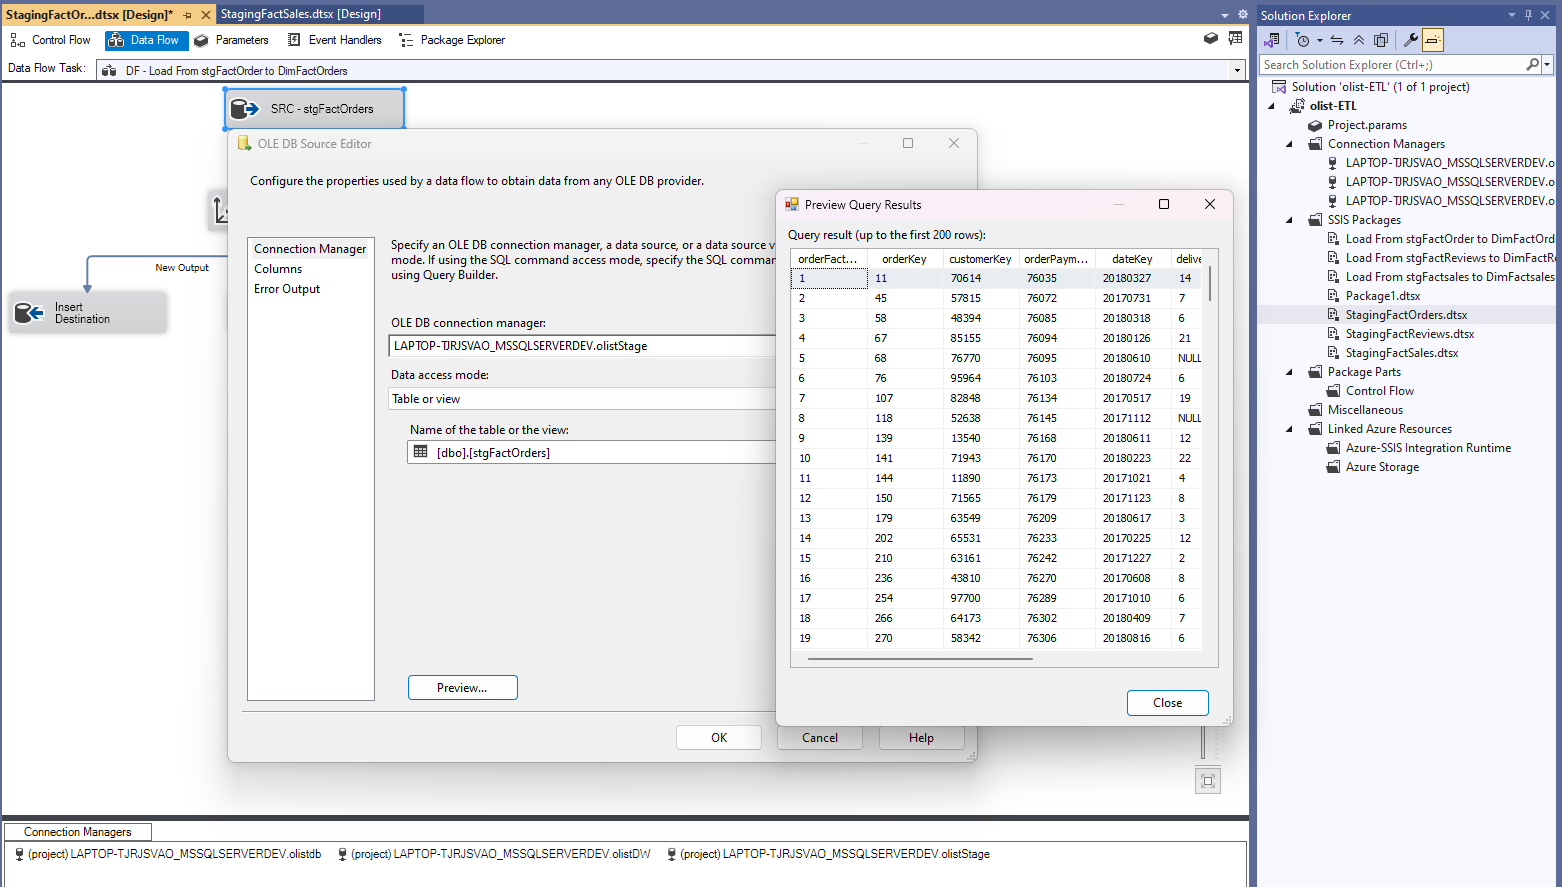 StagingFactOr...dtsx [Design]*
StagingFactSales.dtsx [Design]
Control Flow
Data Flow
Parameters
Event Handlers
Package Explorer
Data Flow Task:
DF - Load From stgFactOrder to DimFactOrders
SRC - stgFactOrders
New Output
Insert
Destination
OLE DB Source Editor
Configure the properties used by a data flow to obtain data from any OLE DB provider.
Connection Manager
Columns
Error Output
Specify an OLE DB connection manager, a data source, or a data source v
mode. If using the SQL command access mode, specify the SQL comman
using Query Builder.
OLE DB connection manager:
LAPTOP-TJRJSVAO_MSSQLSERVERDEV.olistStage
Data access mode:
Table or view
Name of the table or the view:
[dbo].[stgFactOrders]
Preview...
OK
Cancel
Help
Preview Query Results
Query result (up to the first 200 rows):
orderFact... orderKey customerKey orderPaym... dateKey delive
1 11 70614 76035 20180327 14
2 45 57815 76072 20170731 7
3 58 48394 76085 20180318 6
4 67 85155 76094 20180126 21
5 68 76770 76095 20180610 NULL
6 76 95964 76103 20180724 6
7 107 82848 76134 20170517 19
8 118 52638 76145 20171112 NULL
9 139 13540 76168 20180611 12
10 141 71943 76170 20180223 22
11 144 11890 76173 20171021 4
12 150 71565 76179 20171123 8
13 179 63549 76209 20180617 3
14 202 65531 76233 20170225 12
15 210 63161 76242 20171227 2
16 236 43810 76270 20170608 8
17 254 97700 76289 20171010 6
18 266 64173 76302 20180409 7
19 270 58342 76306 20180816 6
Close
Connection Managers
(project) LAPTOP-TJRJSVAO_MSSQLSERVERDEV.olistdb
(project) LAPTOP-TJRJSVAO_MSSQLSERVERDEV.olistDW
(project) LAPTOP-TJRJSVAO_MSSQLSERVERDEV.olistStage
Solution Explorer
Search Solution Explorer (Ctrl+;)
Solution 'olist-ETL' (1 of 1 project)
olist-ETL
Project.params
Connection Managers
LAPTOP-TJRJSVAO_MSSQLSERVERDEV.o
LAPTOP-TJRJSVAO_MSSQLSERVERDEV.o
LAPTOP-TJRJSVAO_MSSQLSERVERDEV.o
SSIS Packages
Load From stgFactOrder to DimFactOrd
Load From stgFactReviews to DimFactR
Load From stgFactsales to DimFactsales
Package1.dtsx
StagingFactOrders.dtsx
StagingFactReviews.dtsx
StagingFactSales.dtsx
Package Parts
Control Flow
Miscellaneous
Linked Azure Resources
Azure-SSIS Integration Runtime
Azure Storage